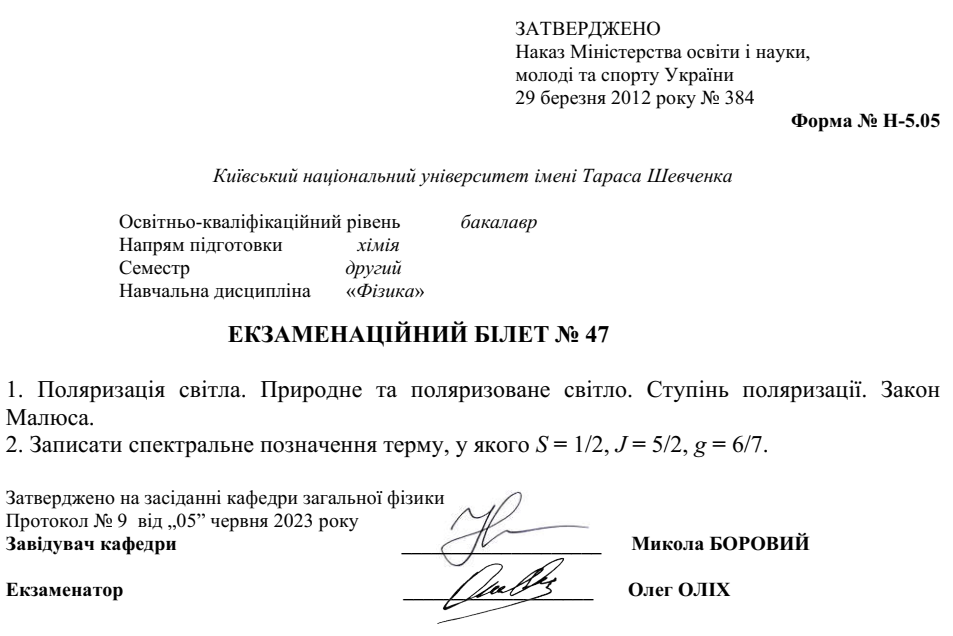 ЗАТВЕРДЖЕНО
Наказ Міністерства освіти і науки,
молоді та спорту України
29 березня 2012 року № 384
Форма № Н-5.05
Київський національний університет імені Тараса Шевченка
Освітньо-кваліфікаційний рівень бакалавр
Напрям підготовки хімія
Семестр другий
Навчальна дисципліна «Фізика»
ЕКЗАМЕНАЦІЙНИЙ БІЛЕТ № 47
1. Поляризація світла. Природне та поляризоване світло. Ступінь поляризації. Закон
Малюса.
2. Записати спектральне позначення терму, у якого S = 1/2, J = 5/2, g = 6/7.
Затверджено на засіданні кафедри загальної фізики
Протокол № 9 від „05” червня 2023 року
Завідувач кафедри Микола БОРОВИЙ
Екзаменатор Олег ОЛІХ